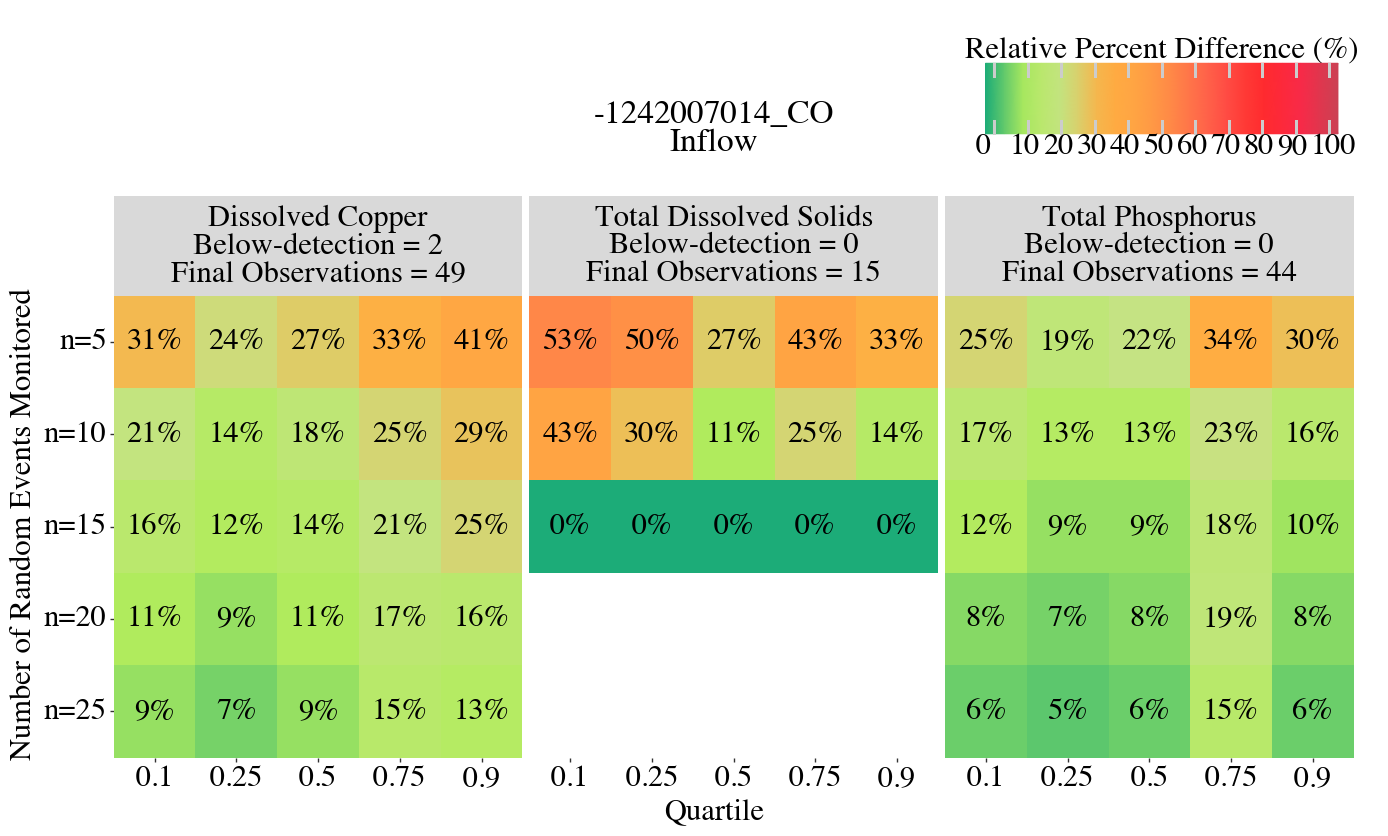 Relative Percent Difference (%)
0 10 20 30 40 50 60 70 80 90 100
-1242007014_CO
Inflow
Dissolved Copper
Below-detection = 2
Final Observations = 49
Total Dissolved Solids
Below-detection = 0
Final Observations = 15
Total Phosphorus
Below-detection = 0
Final Observations = 44
Number of Random Events Monitored
n=5 31% 24% 27% 33% 41% 53% 50% 27% 43% 33% 25% 19% 22% 34% 30%
n=10 21% 14% 18% 25% 29% 43% 30% 11% 25% 14% 17% 13% 13% 23% 16%
n=15 16% 12% 14% 21% 25% 0% 0% 0% 0% 0% 12% 9% 9% 18% 10%
n=20 11% 9% 11% 17% 16% 8% 7% 8% 19% 8%
n=25 9% 7% 9% 15% 13% 6% 5% 6% 15% 6%
0.1 0.25 0.5 0.75 0.9 0.1 0.25 0.5 0.75 0.9 0.1 0.25 0.5 0.75 0.9
Quartile